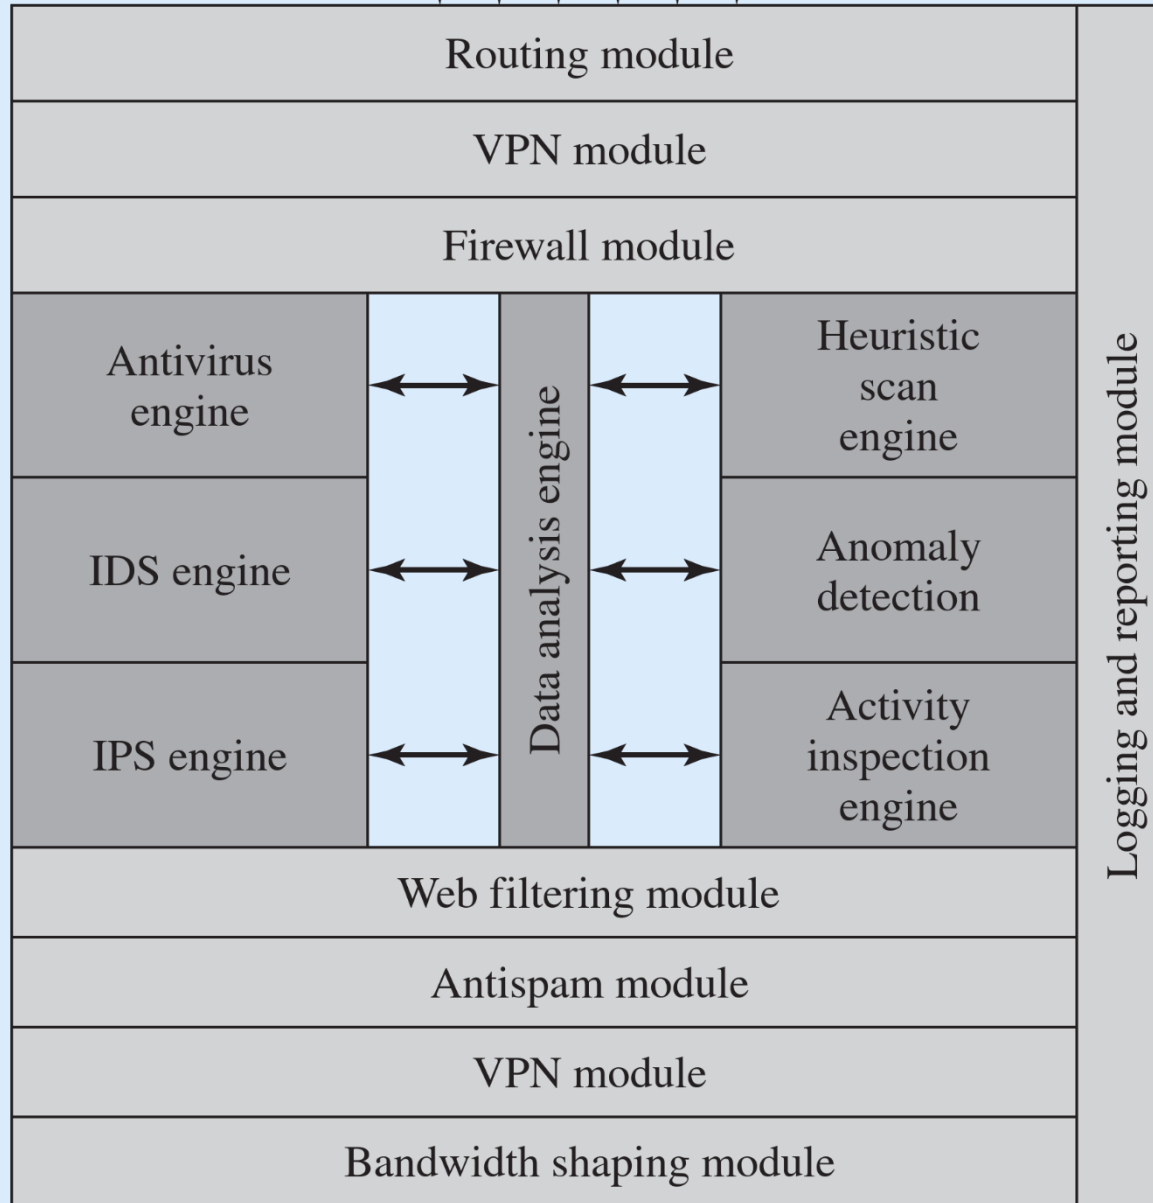 Routing module
VPN module
Firewall module
Antivirus
engine
IDS engine
IPS engine
Data analysis engine
Heuristic
scan
engine
Anomaly
detection
Activity
inspection
engine
Web filtering module
Antispam module
VPN module
Bandwidth shaping module
Logging and reporting module